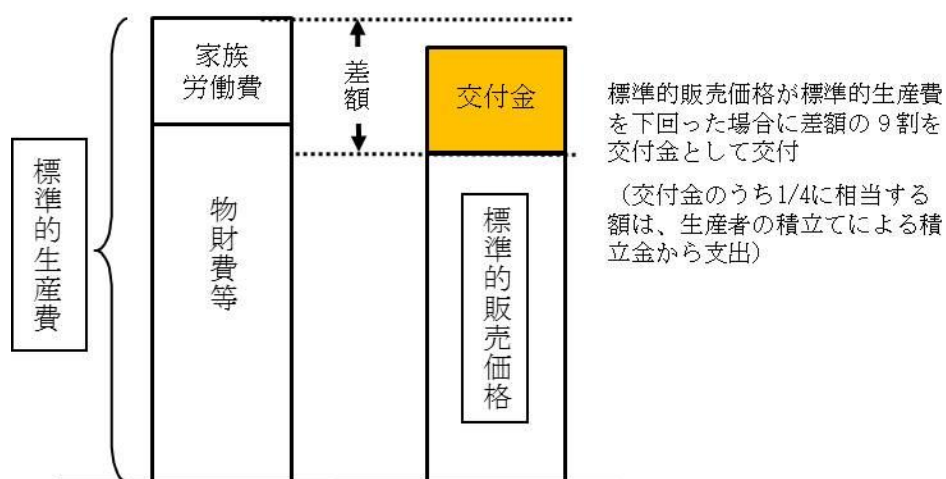 標準的生産費
家族
労働費
物財費等
差額
交付金
標準的販売価格
標準的販売価格が標準的生産費
を下回った場合に差額の９割を
交付金として交付
（交付金のうち1/4に相当する
額は、生産者の積立てによる積
立金から支出）